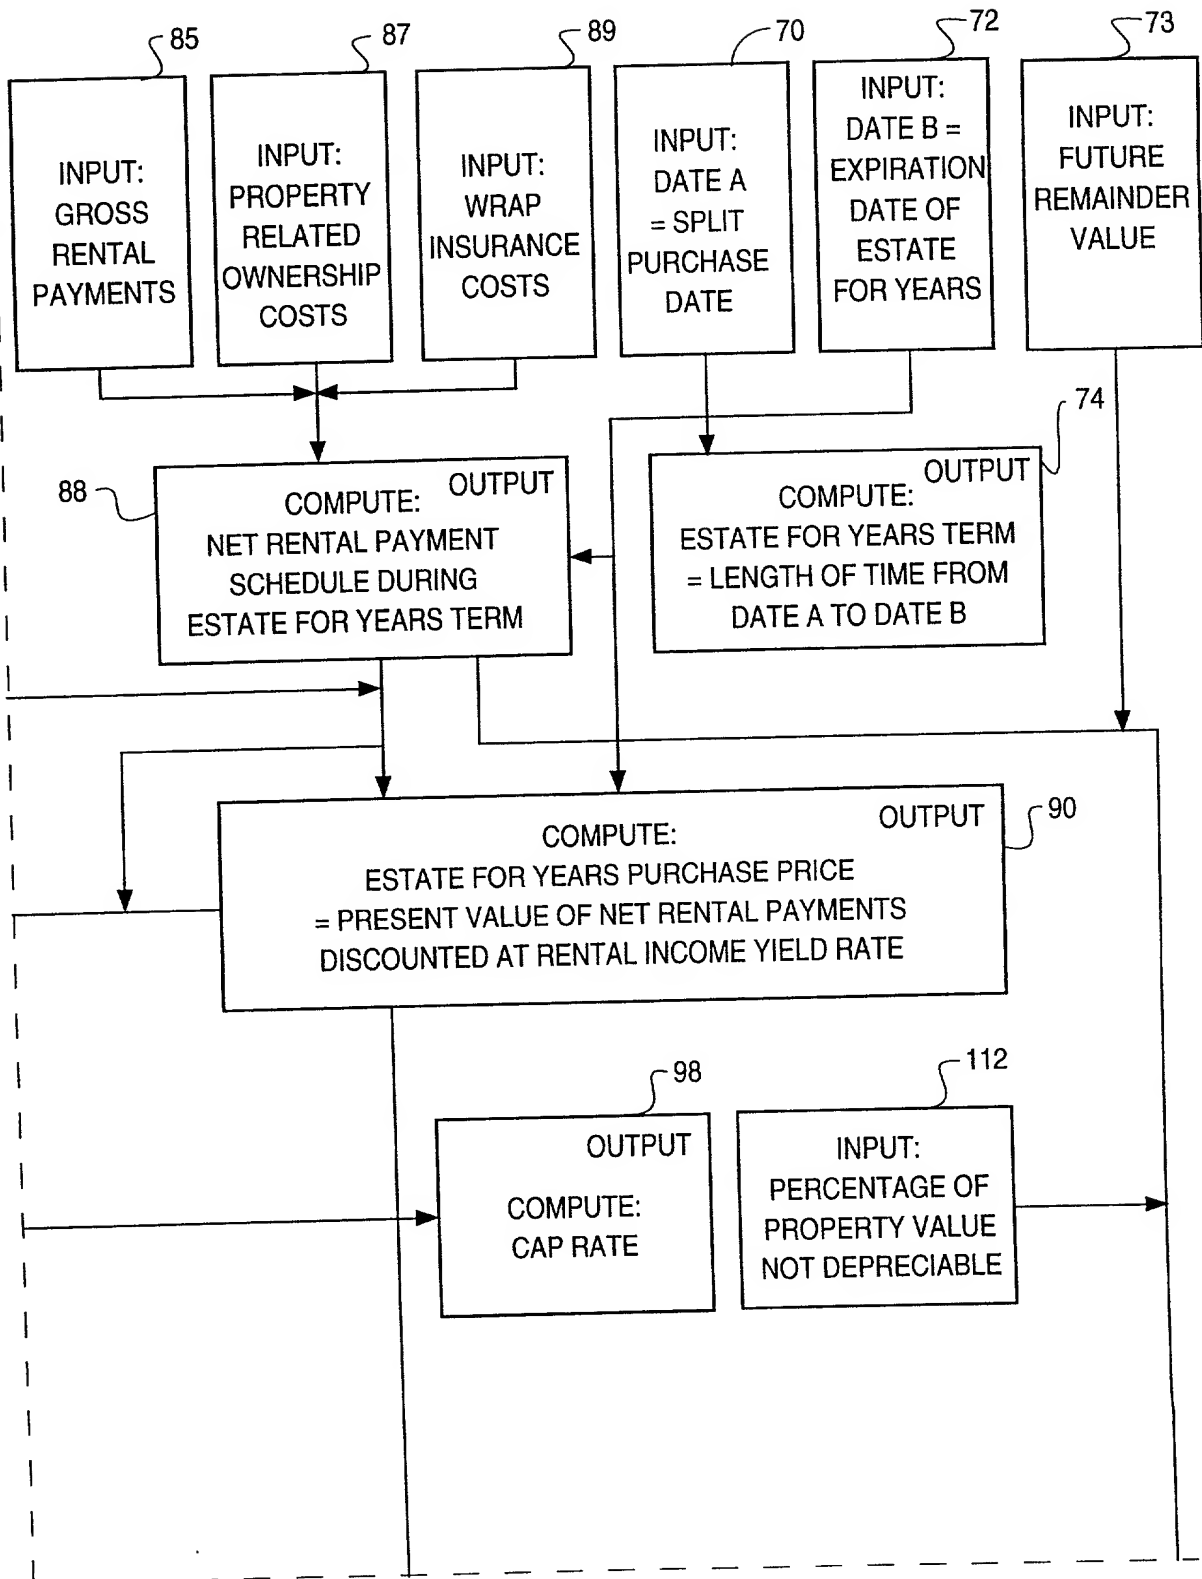 85
87
89
70
72
73
INPUT:
GROSS
RENTAL
PAYMENTS
INPUT:
PROPERTY
RELATED
OWNERSHIP
COSTS
INPUT:
WRAP
INSURANCE
COSTS
INPUT:
DATE A
= SPLIT
PURCHASE
DATE
INPUT:
DATE B =
EXPIRATION
DATE OF
ESTATE
FOR YEARS
INPUT:
FUTURE
REMAINDER
VALUE
88
OUTPUT
COMPUTE:
NET RENTAL PAYMENT
SCHEDULE DURING
ESTATE FOR YEARS TERM
74
OUTPUT
COMPUTE:
ESTATE FOR YEARS TERM
= LENGTH OF TIME FROM
DATE A TO DATE B
90
OUTPUT
COMPUTE:
ESTATE FOR YEARS PURCHASE PRICE
= PRESENT VALUE OF NET RENTAL PAYMENTS
DISCOUNTED AT RENTAL INCOME YIELD RATE
98
OUTPUT
COMPUTE:
CAP RATE
112
INPUT:
PERCENTAGE OF
PROPERTY VALUE
NOT DEPRECIABLE